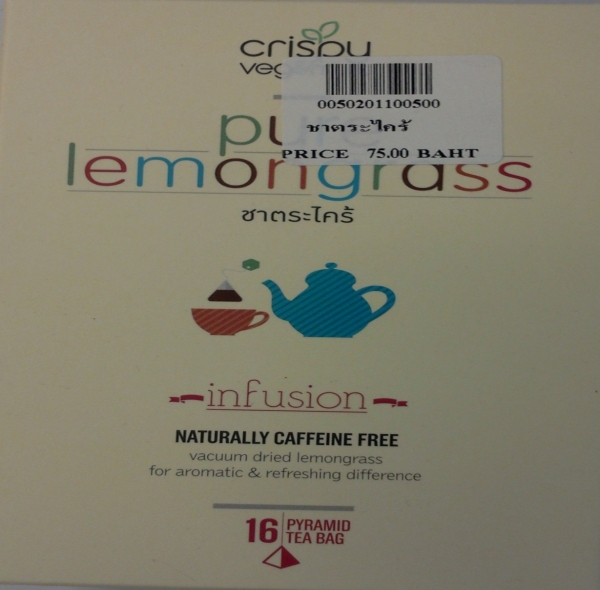 crispy
0050201100500
ชาตระไคร้
PRICE 75.00 BAHT
lemongrass
ชาตระไคร้
infusion
NATURALLY CAFFEINE FREE
vacuum dried lemongrass
for aromatic & refreshing difference
16 PYRAMID
TEA BAG